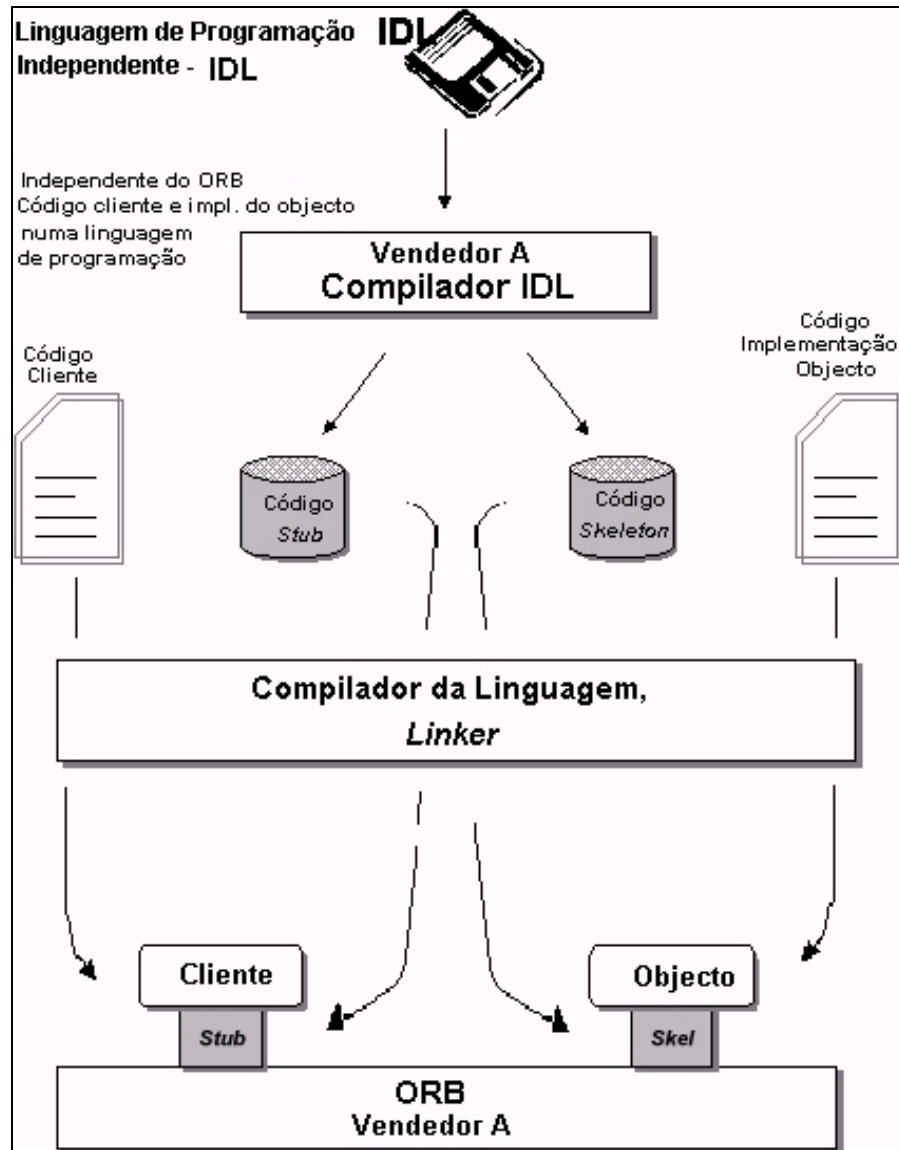 Linguagem de Programação IDL
Independente - IDL
Independente do ORB
Código cliente e impl. do objecto
numa linguagem
de programação
Vendedor A
Compilador IDL
Código
Cliente
Código
Implementação
Objecto
Código
Stub
Código
Skeleton
Compilador da Linguagem,
Linker
Cliente
Objecto
Stub
Skel
ORB
Vendedor A